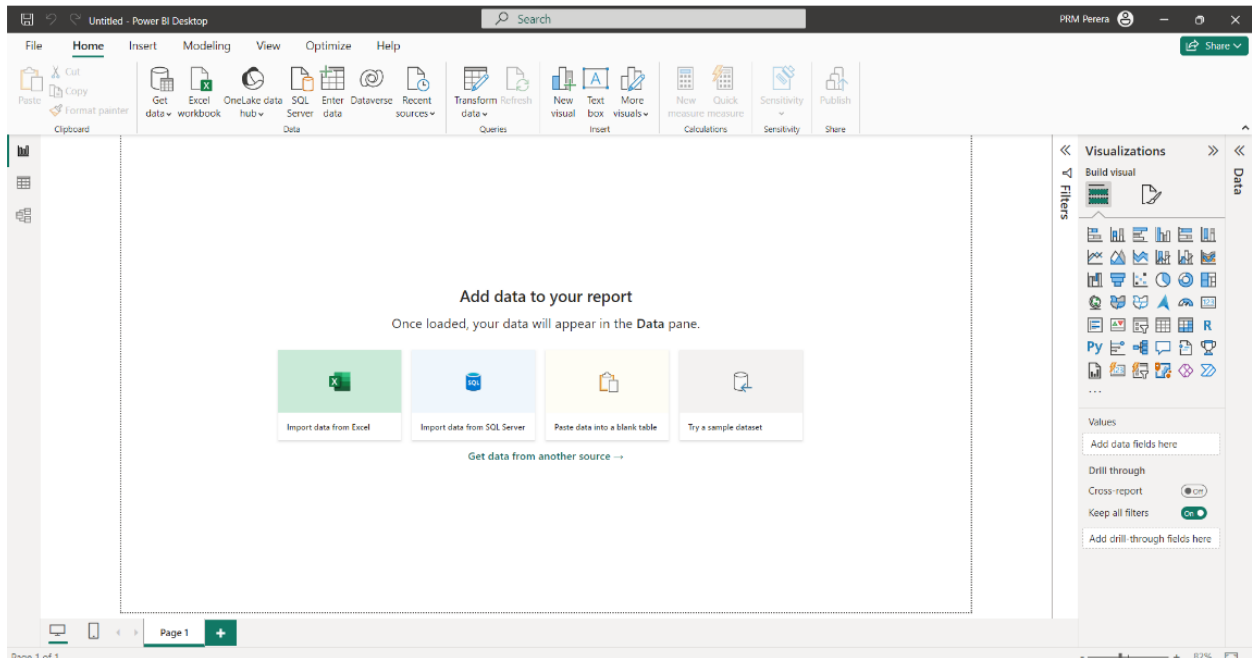 Untitled - Power BI Desktop
Search
PRM Perera
File Home Insert Modeling View Optimize Help
Share
Paste
Cut
Copy
Format painter
Clipboard
Get data
Excel workbook
OneLake data hub
SQL Server
Enter data
Dataverse
Recent sources
Data
Transform data
Refresh
Queries
New visual
Text box
More visuals
Insert
New measure
Quick measure
Calculations
Sensitivity
Sensitivity
Publish
Share
Add data to your report
Once loaded, your data will appear in the Data pane.
Import data from Excel
SQL
Import data from SQL Server
Paste data into a blank table
Try a sample dataset
Get data from another source →
Filters
Visualizations
Build visual
123
R
Py
...
Values
Add data fields here
Drill through
Cross-report
Off
Keep all filters
On
Add drill-through fields here
Data
Page 1
Page 1 of 1
82%